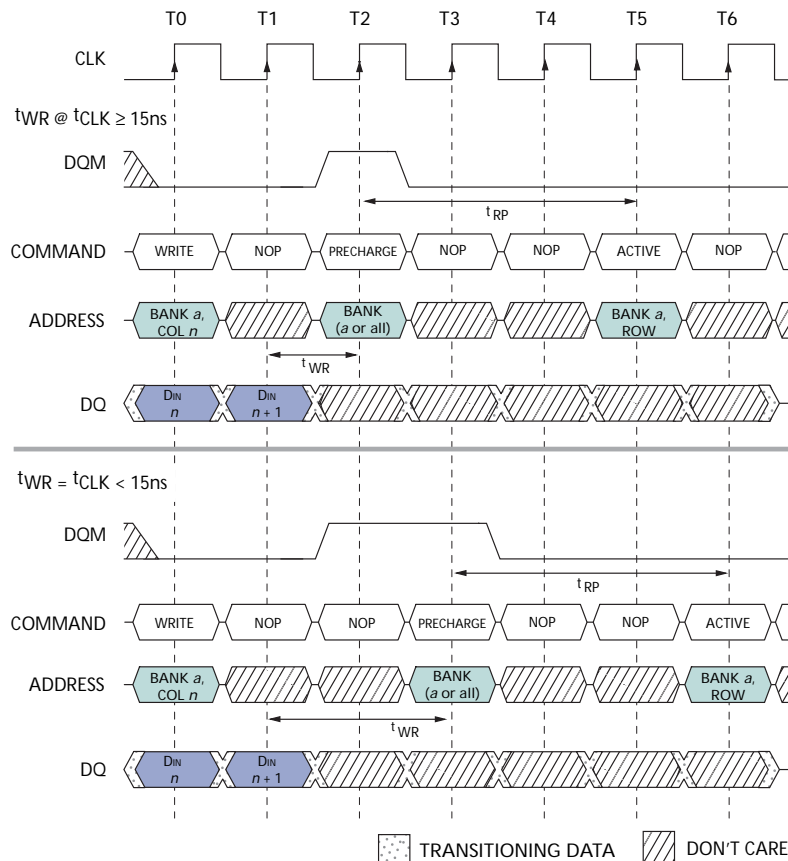 T0 T1 T2 T3 T4 T5 T6
CLK
tWR @ tCLK ≥ 15ns
DQM
tRP
COMMAND WRITE NOP PRECHARGE NOP NOP ACTIVE NOP
ADDRESS BANK a, COL n BANK (a or all) BANK a, ROW
tWR
DQ DIN n DIN n + 1
tWR = tCLK < 15ns
DQM
tRP
COMMAND WRITE NOP NOP PRECHARGE NOP NOP ACTIVE
ADDRESS BANK a, COL n BANK (a or all) BANK a, ROW
tWR
DQ DIN n DIN n + 1
TRANSITIONING DATA DON'T CARE